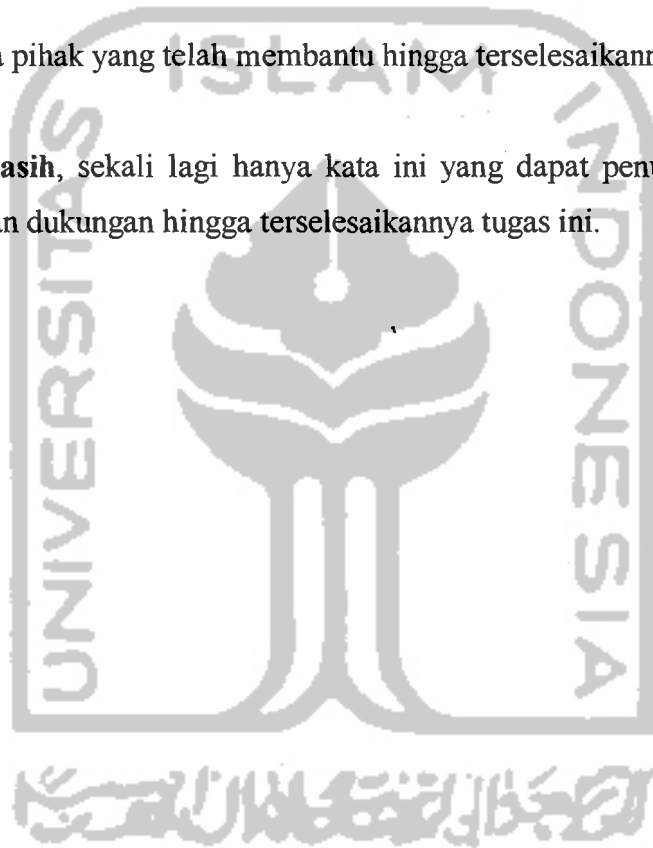 a pihak yang telah membantu hingga terselesaikann
asih, sekali lagi hanya kata ini yang dapat penu
an dukungan hingga terselesaikannya tugas ini.
UNIVERSITAS
ISLAM
INDONESIA